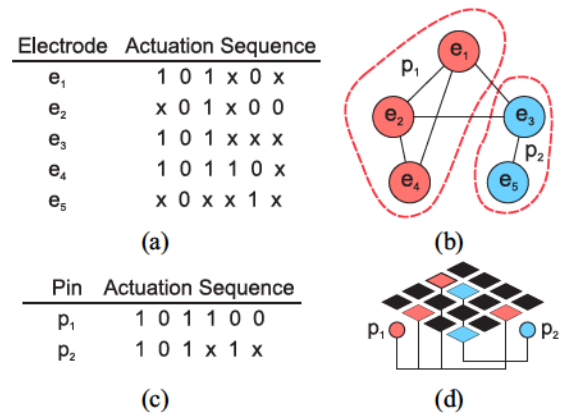 Electrode Actuation Sequence
e1 1 0 1 x 0 x
e2 x 0 1 x 0 0
e3 1 0 1 x x x
e4 1 0 1 1 0 x
e5 x 0 x x 1 x
(a)
p1
e1
e2
e3
p2
e4
e5
(b)
Pin Actuation Sequence
p1 1 0 1 1 0 0
p2 1 0 1 x 1 x
(c)
p1
p2
(d)